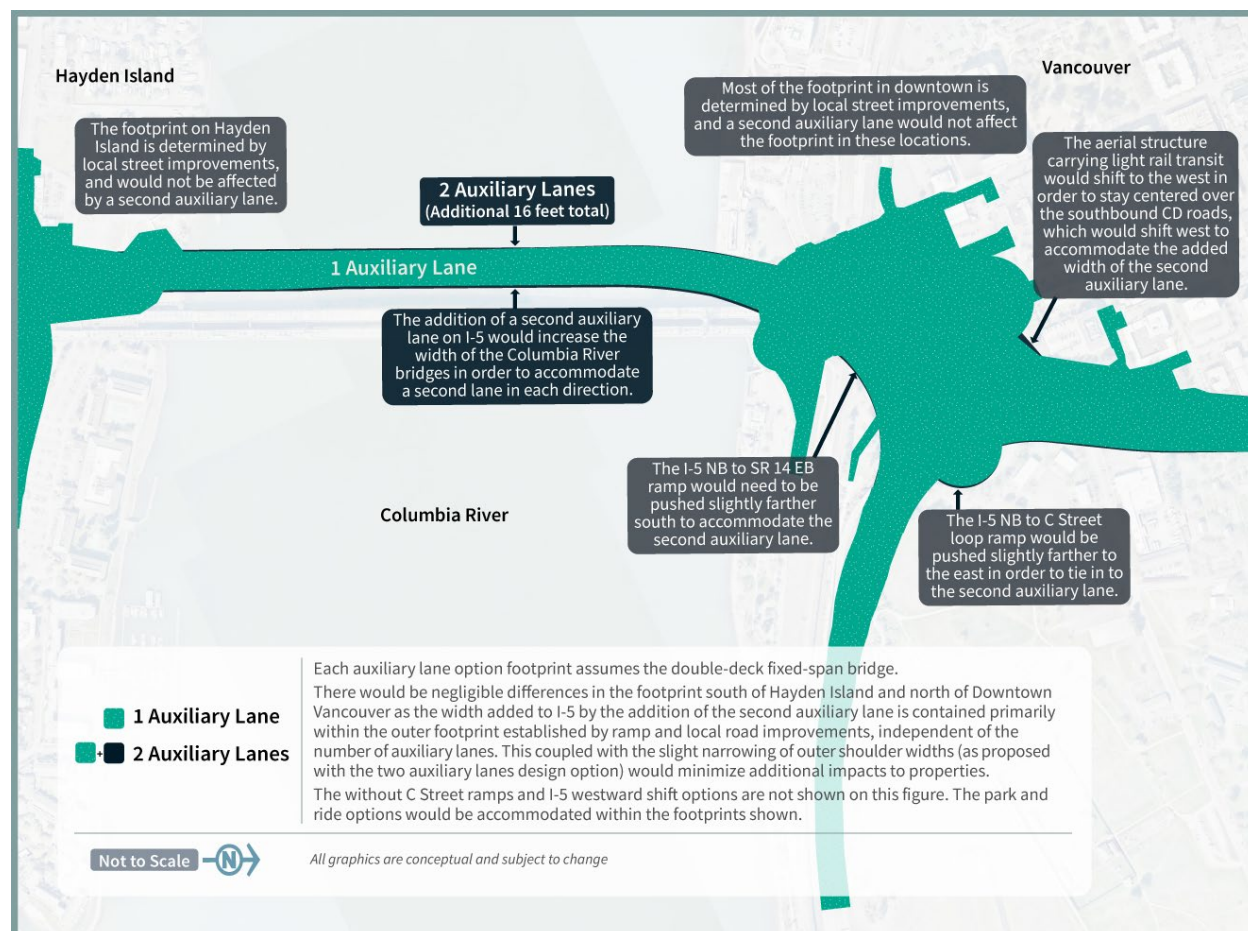 Hayden Island
Vancouver
The footprint on Hayden
Island is determined by
local street improvements,
and would not be affected
by a second auxiliary lane.
2 Auxiliary Lanes
(Additional 16 feet total)
Most of the footprint in downtown is
determined by local street improvements,
and a second auxiliary lane would not affect
the footprint in these locations.
The aerial structure
carrying light rail transit
would shift to the west in
order to stay centered over
the southbound CD roads,
which would shift west to
accommodate the added
width of the second
auxiliary lane.
1 Auxiliary Lane
The addition of a second auxiliary
lane on I-5 would increase the
width of the Columbia River
bridges in order to accommodate
a second lane in each direction.
The I-5 NB to SR 14 EB
ramp would need to be
pushed slightly farther
south to accommodate the
second auxiliary lane.
Columbia River
The I-5 NB to C Street
loop ramp would be
pushed slightly farther to
the east in order to tie in to
the second auxiliary lane.
1 Auxiliary Lane
+ 2 Auxiliary Lanes
Each auxiliary lane option footprint assumes the double-deck fixed-span bridge.
There would be negligible differences in the footprint south of Hayden Island and north of Downtown
Vancouver as the width added to I-5 by the addition of the second auxiliary lane is contained primarily
within the outer footprint established by ramp and local road improvements, independent of the
number of auxiliary lanes. This coupled with the slight narrowing of outer shoulder widths (as proposed
with the two auxiliary lanes design option) would minimize additional impacts to properties.
The without C Street ramps and I-5 westward shift options are not shown on this figure. The park and
ride options would be accommodated within the footprints shown.
Not to Scale N
All graphics are conceptual and subject to change